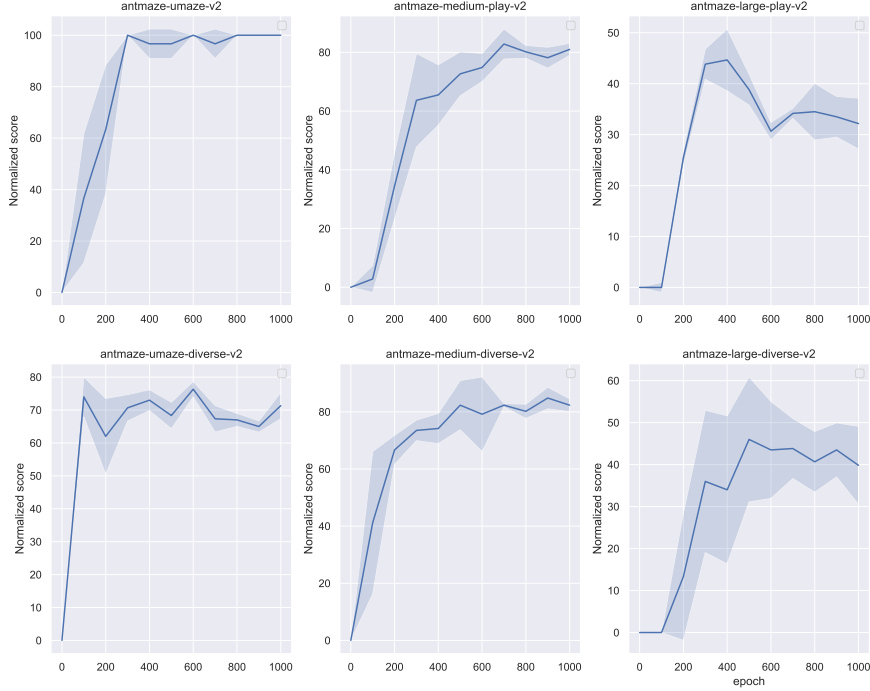 antmaze-umaze-v2
Normalized score
100
80
60
40
20
0
0 200 400 600 800 1000
antmaze-medium-play-v2
Normalized score
80
60
40
20
0
0 200 400 600 800 1000
antmaze-large-play-v2
Normalized score
50
40
30
20
10
0
0 200 400 600 800 1000
antmaze-umaze-diverse-v2
Normalized score
80
70
60
50
40
30
20
10
0
0 200 400 600 800 1000
antmaze-medium-diverse-v2
Normalized score
80
60
40
20
0
0 200 400 600 800 1000
antmaze-large-diverse-v2
Normalized score
60
50
40
30
20
10
0
0 200 400 600 800 1000
epoch